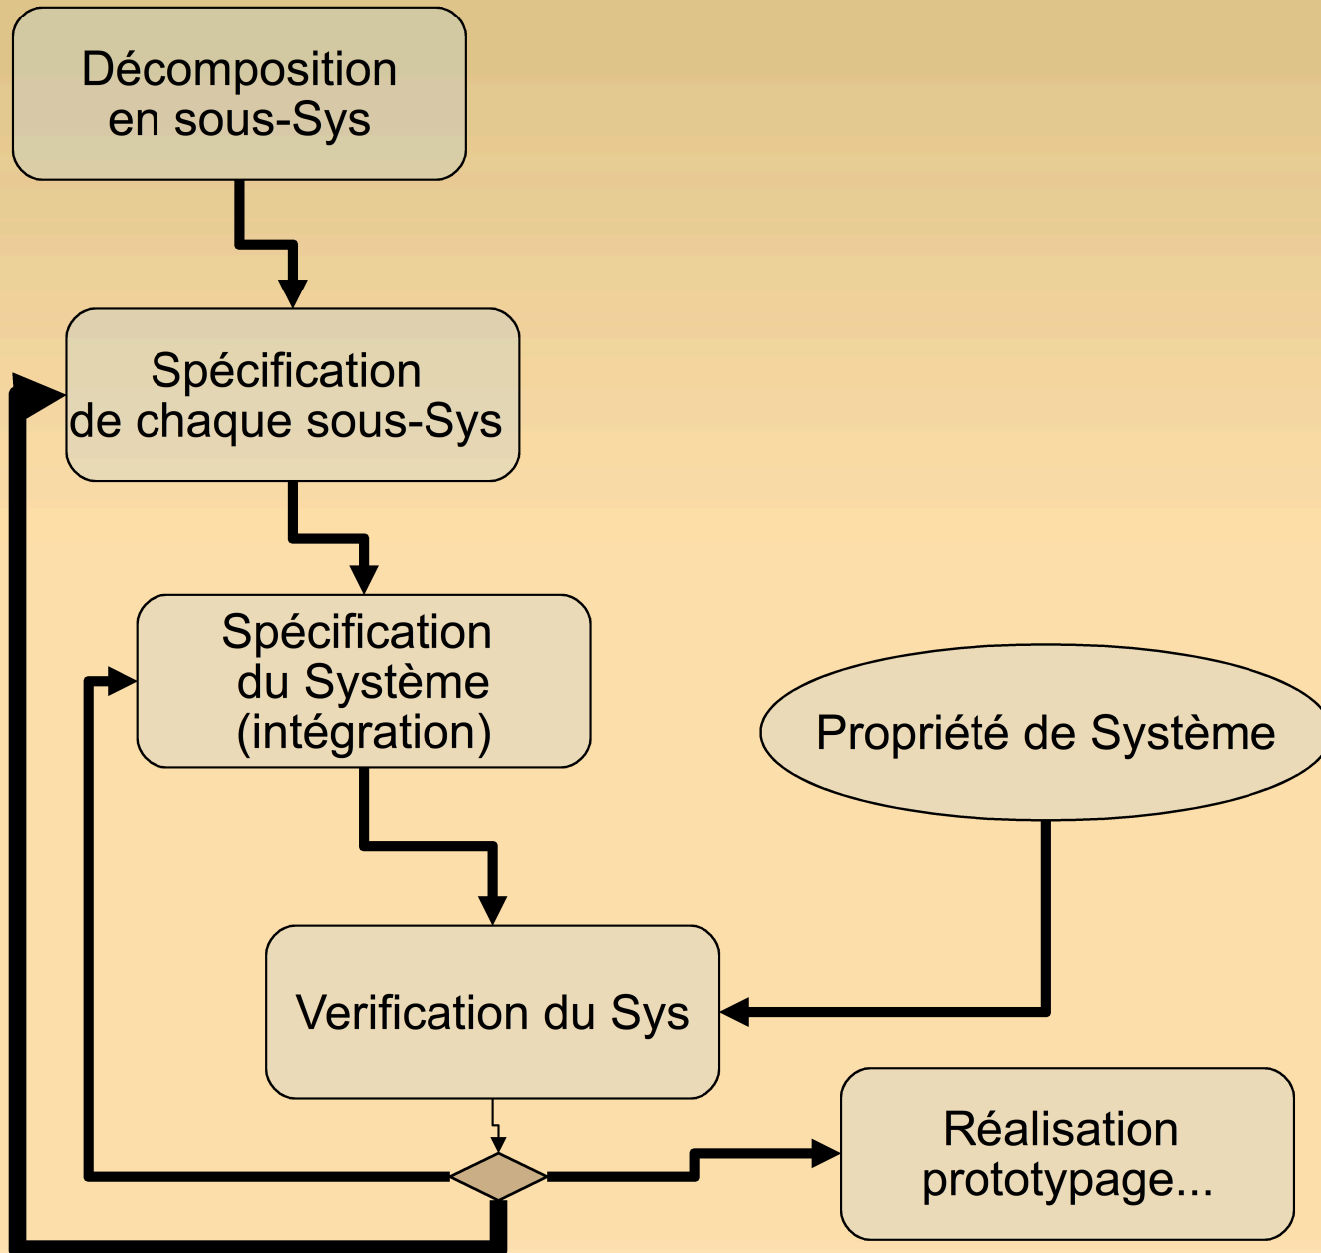 Décomposition
en sous-Sys
Spécification
de chaque sous-Sys
Spécification
du Système
(intégration)
Propriété de Système
Verification du Sys
Réalisation
prototypage...